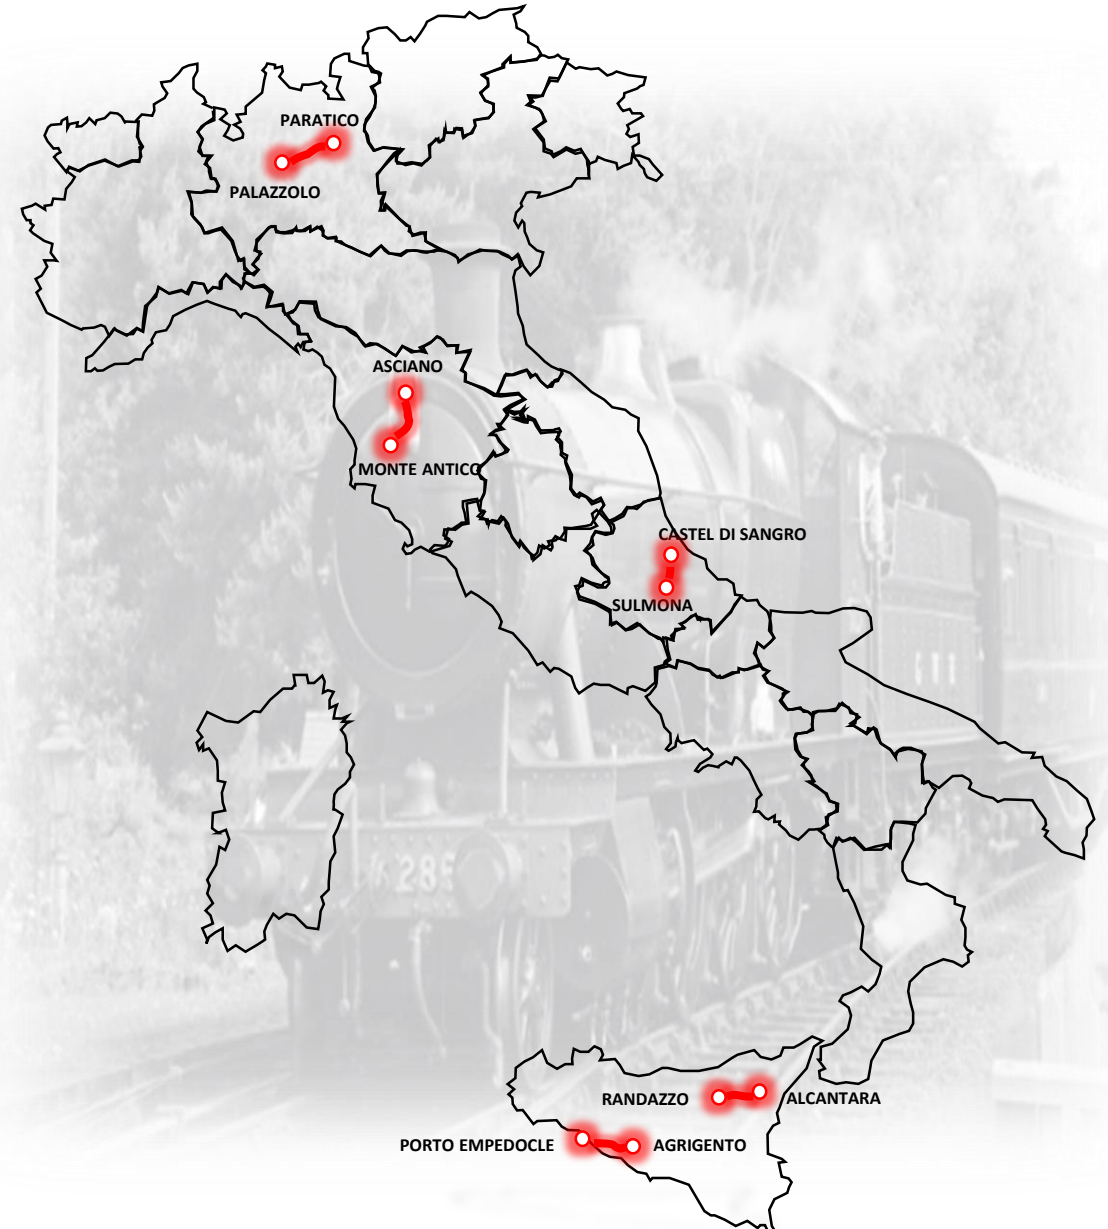 PARATICO
PALAZZOLO
ASCIANO
MONTE ANTICO
CASTEL DI SANGRO
SULMONA
RANDAZZO
ALCANTARA
PORTO EMPEDOCLE
AGRIGENTO